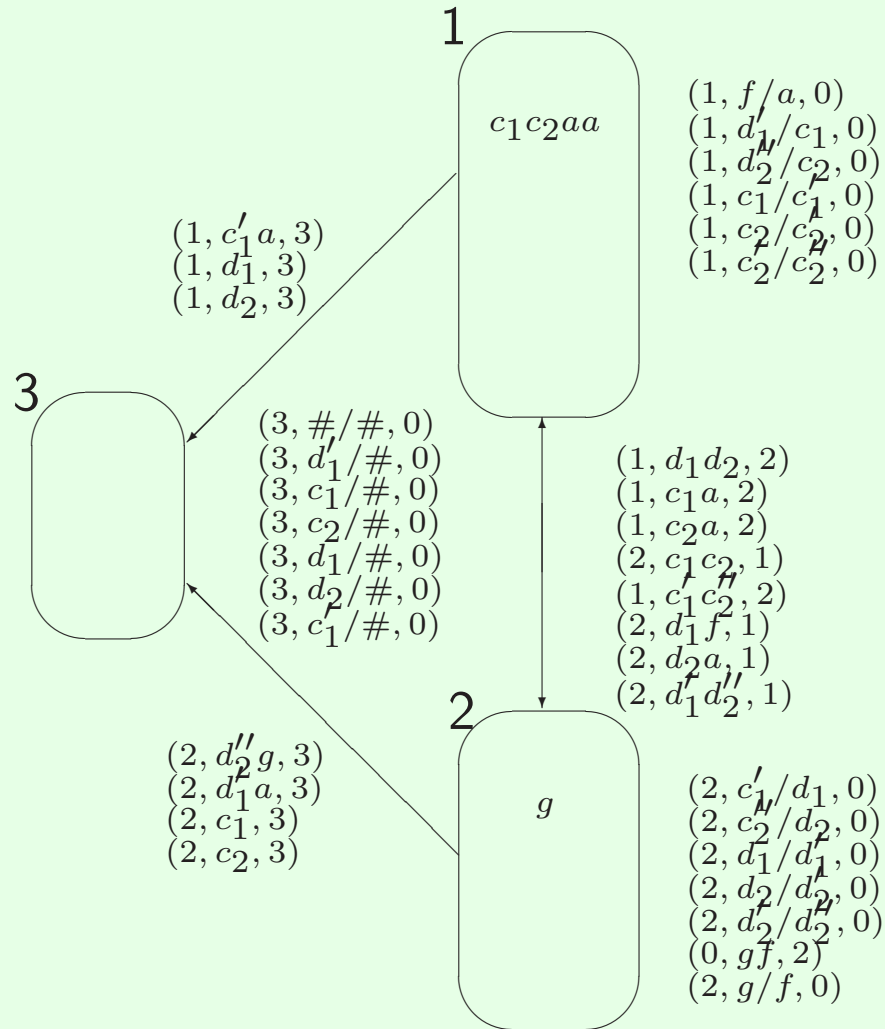 1
c₁c₂aa
(1, f/a, 0)
(1, d₁′/c₁, 0)
(1, d₂″/c₂, 0)
(1, c₁/c₁′, 0)
(1, c₂/c₂′, 0)
(1, c₂′/c₂″, 0)
(1, c₁′a, 3)
(1, d₁, 3)
(1, d₂, 3)
3
(3, #/#, 0)
(3, d₁′/#, 0)
(3, c₁/#, 0)
(3, c₂/#, 0)
(3, d₁/#, 0)
(3, d₂/#, 0)
(3, c₁′/#, 0)
(1, d₁d₂, 2)
(1, c₁a, 2)
(1, c₂a, 2)
(2, c₁c₂, 1)
(1, c₁′c₂″, 2)
(2, d₁f, 1)
(2, d₂a, 1)
(2, d₁′d₂″, 1)
2
g
(2, d₂″g, 3)
(2, d₁′a, 3)
(2, c₁, 3)
(2, c₂, 3)
(2, c₁′/d₁, 0)
(2, c₂″/d₂, 0)
(2, d₁/d₁′, 0)
(2, d₂/d₂′, 0)
(2, d₂′/d₂″, 0)
(0, gf, 2)
(2, g/f, 0)